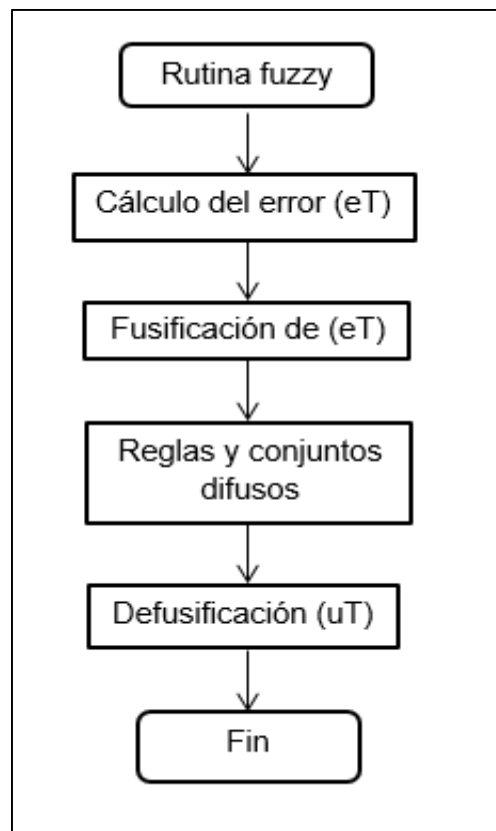 Rutina fuzzy
Cálculo del error (eT)
Fusificación de (eT)
Reglas y conjuntos
difusos
Defusificación (uT)
Fin